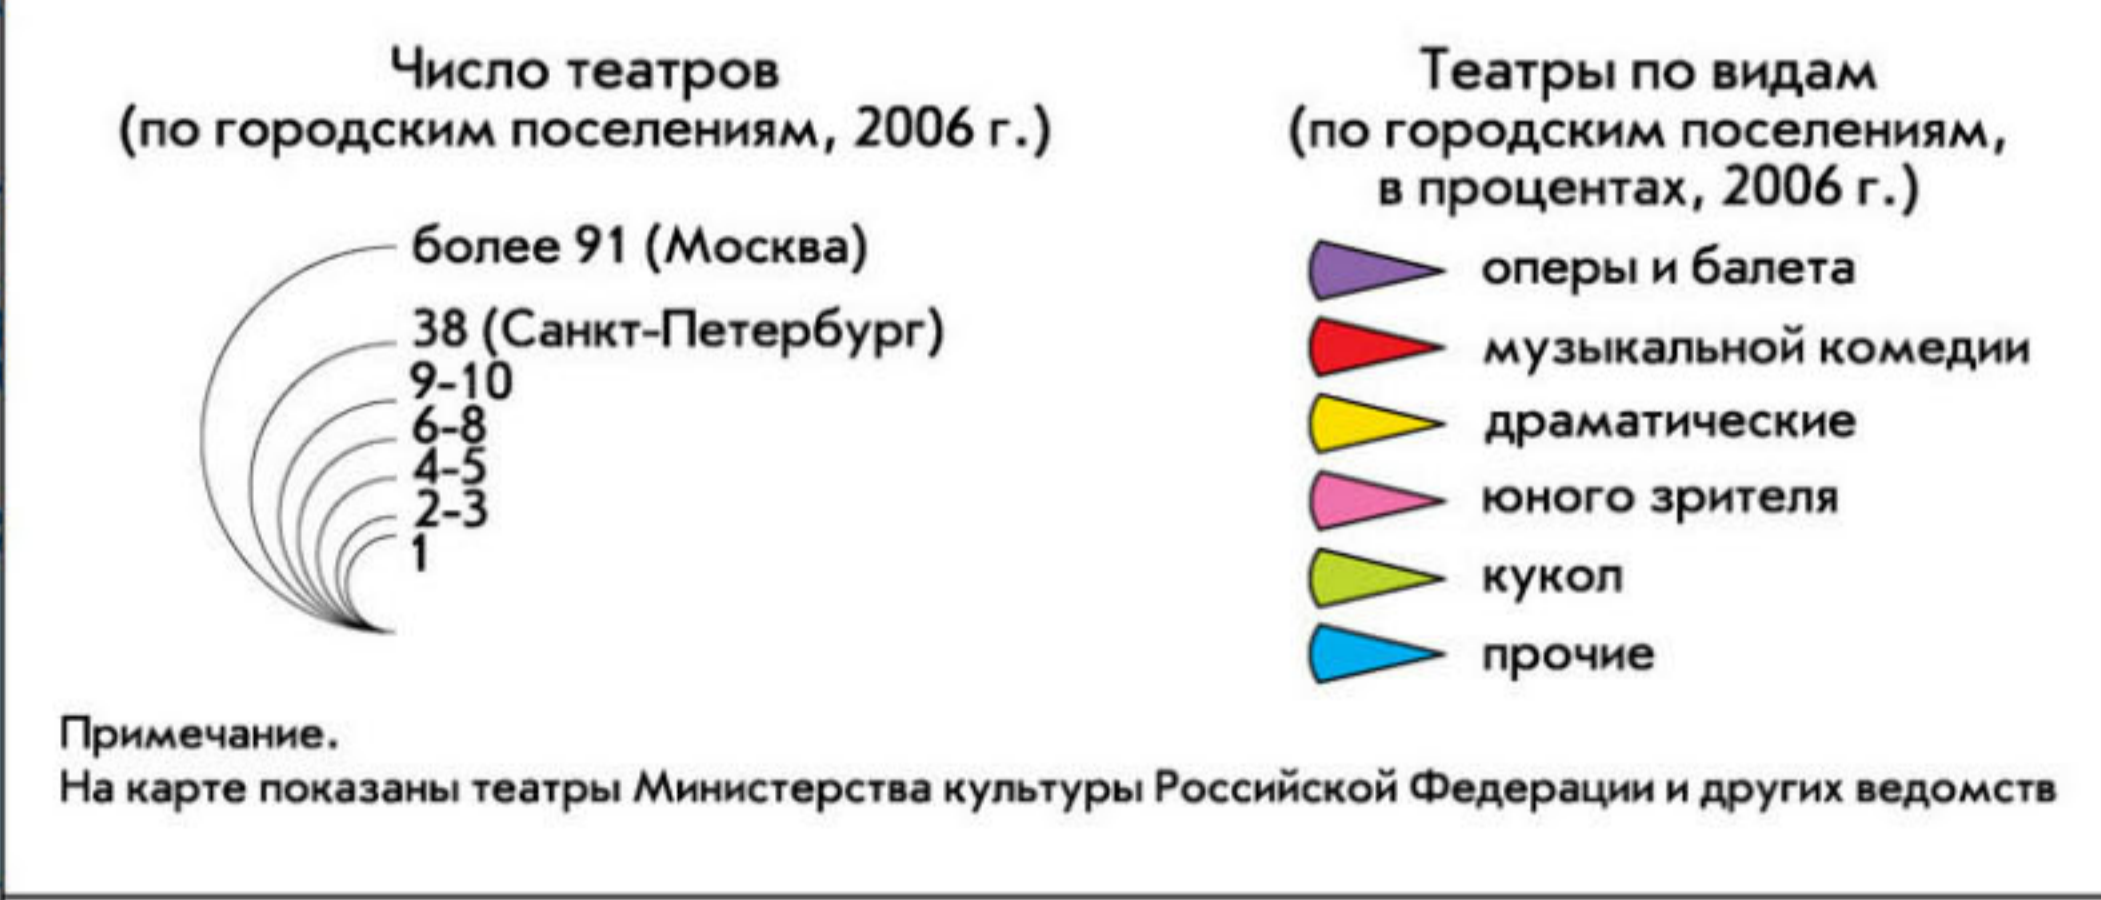 Число театров
(по городским поселениям, 2006 г.)
более 91 (Москва)
38 (Санкт-Петербург)
9-10
6-8
4-5
2-3
1
Театры по видам
(по городским поселениям,
в процентах, 2006 г.)
оперы и балета
музыкальной комедии
драматические
юного зрителя
кукол
прочие
Примечание.
На карте показаны театры Министерства культуры Российской Федерации и других ведомств